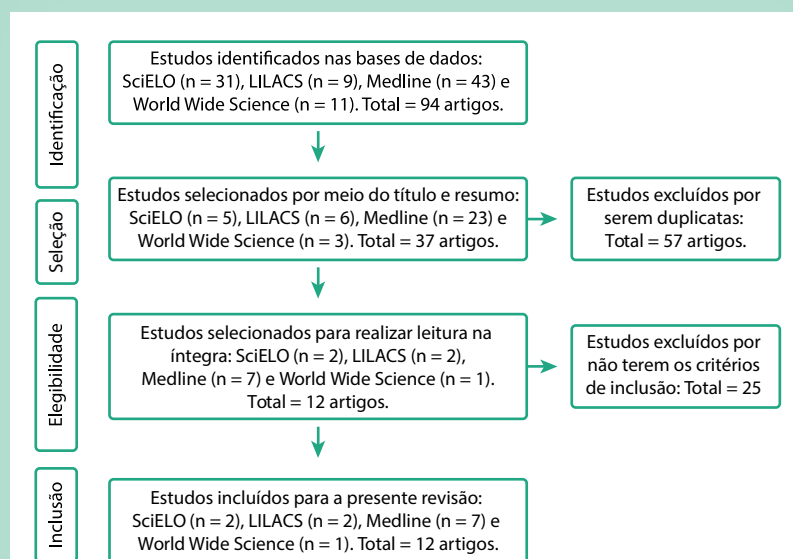 Identificação
Estudos identificados nas bases de dados:
SciELO (n = 31), LILACS (n = 9), Medline (n = 43) e
World Wide Science (n = 11). Total = 94 artigos.
Seleção
Estudos selecionados por meio do título e resumo:
SciELO (n = 5), LILACS (n = 6), Medline (n = 23) e
World Wide Science (n = 3). Total = 37 artigos.
Estudos excluídos por
serem duplicatas:
Total = 57 artigos.
Elegibilidade
Estudos selecionados para realizar leitura na
íntegra: SciELO (n = 2), LILACS (n = 2),
Medline (n = 7) e World Wide Science (n = 1).
Total = 12 artigos.
Estudos excluídos por
não terem os critérios
de inclusão: Total = 25
Inclusão
Estudos incluídos para a presente revisão:
SciELO (n = 2), LILACS (n = 2), Medline (n = 7) e
World Wide Science (n = 1). Total = 12 artigos.